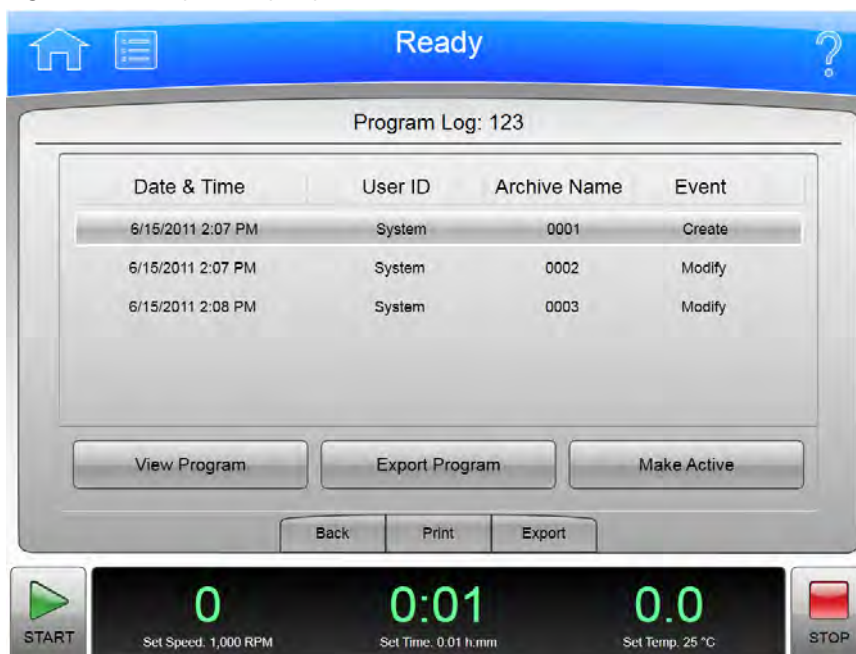 Ready
Program Log: 123
Date & Time User ID Archive Name Event
6/15/2011 2:07 PM System 0001 Create
6/15/2011 2:07 PM System 0002 Modify
6/15/2011 2:08 PM System 0003 Modify
View Program Export Program Make Active
Back Print Export
START 0 0:01 0.0 STOP
Set Speed. 1,000 RPM Set Time. 0.01 h:mm Set Temp. 25 °C